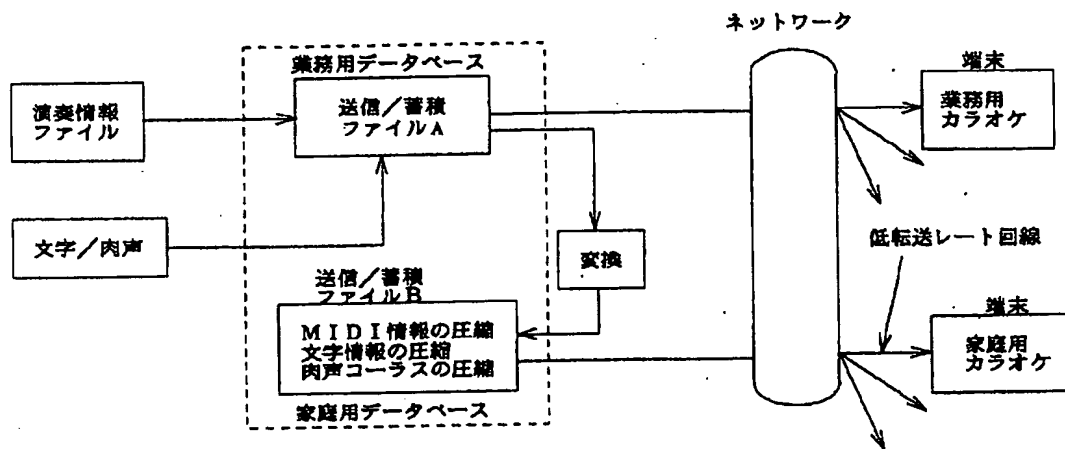 ネットワーク
業務用データベース
演奏情報
ファイル
送信／蓄積
ファイルA
端末
業務用
カラオケ
文字／肉声
変換
低転送レート回線
送信／蓄積
ファイルB
MIDI情報の圧縮
文字情報の圧縮
肉声コーラスの圧縮
家庭用データベース
端末
家庭用
カラオケ